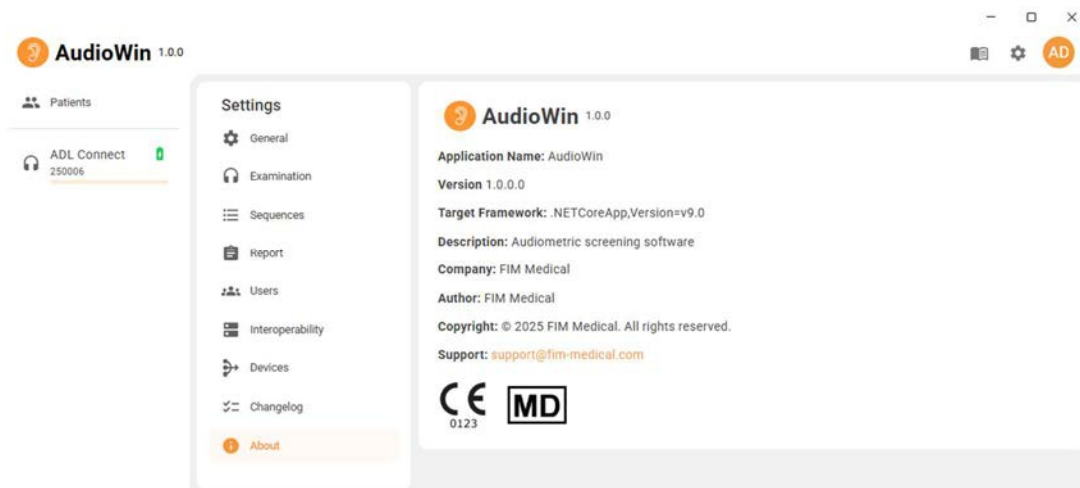 AudioWin 1.0.0
AD
Patients
ADL Connect
250006
Settings
General
Examination
Sequences
Report
Users
Interoperability
Devices
Changelog
About
AudioWin 1.0.0
Application Name: AudioWin
Version 1.0.0.0
Target Framework: .NETCoreApp,Version=v9.0
Description: Audiometric screening software
Company: FIM Medical
Author: FIM Medical
Copyright: © 2025 FIM Medical. All rights reserved.
Support: support@fim-medical.com
CE MD
0123